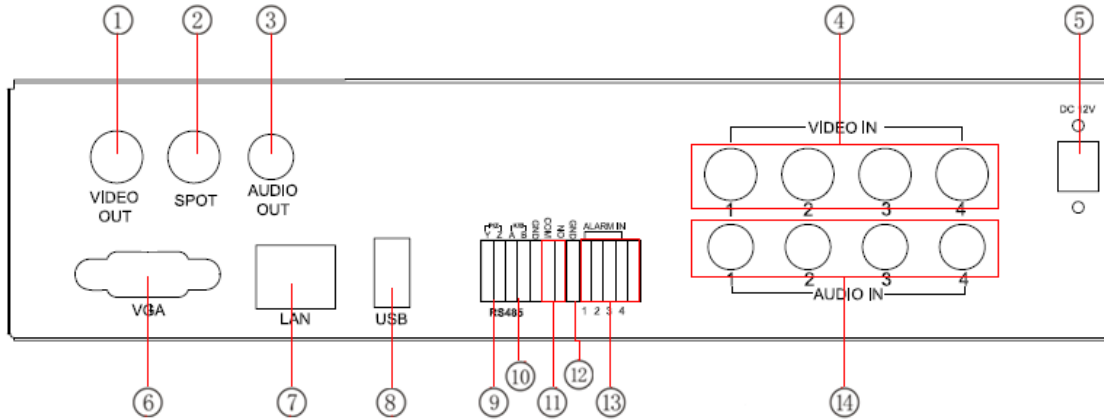 ① ② ③ ④ ⑤
DC 12V
VIDEO IN
VIDEO OUT
SPOT
AUDIO OUT
1 2 3 4
Y Z A B GND COM NO GND ALARM IN
RS485
1 2 3 4
1 2 3 4
AUDIO IN
VGA
LAN
USB
⑥ ⑦ ⑧ ⑨ ⑩ ⑪ ⑫ ⑬ ⑭